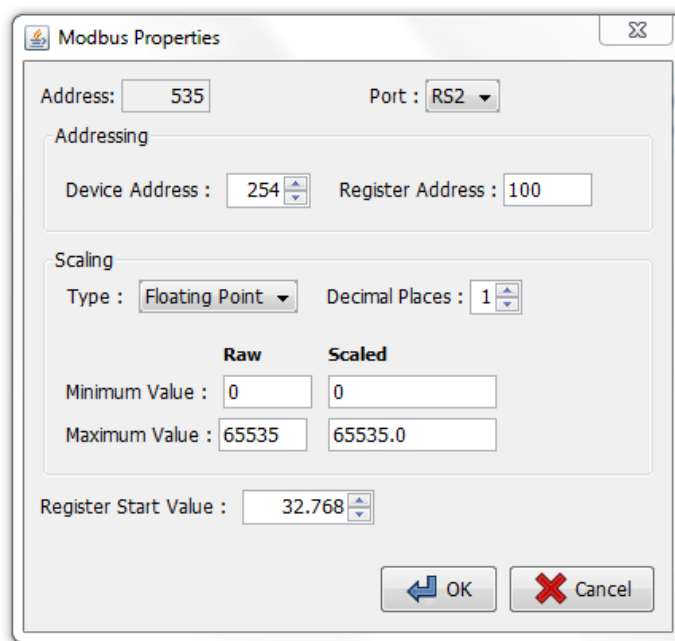 Modbus Properties
Address: 535 Port : RS2
Addressing
Device Address : 254 Register Address : 100
Scaling
Type : Floating Point Decimal Places : 1
Raw Scaled
Minimum Value : 0 0
Maximum Value : 65535 65535.0
Register Start Value : 32.768
OK Cancel